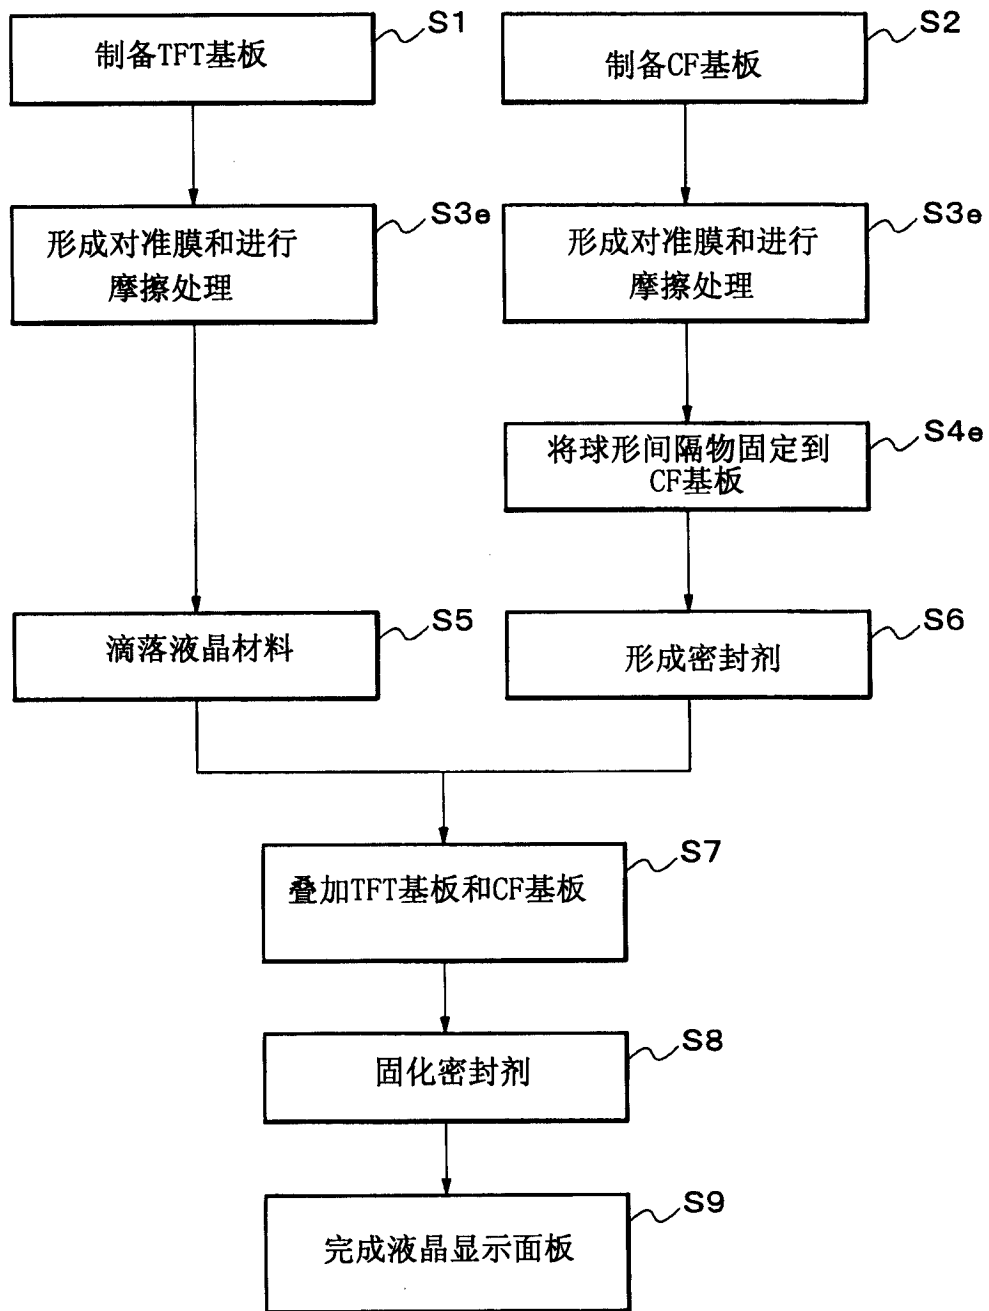 制备TFT基板
S1
制备CF基板
S2
形成对准膜和进行
摩擦处理
S3e
形成对准膜和进行
摩擦处理
S3e
将球形间隔物固定到
CF基板
S4e
滴落液晶材料
S5
形成密封剂
S6
叠加TFT基板和CF基板
S7
固化密封剂
S8
完成液晶显示面板
S9